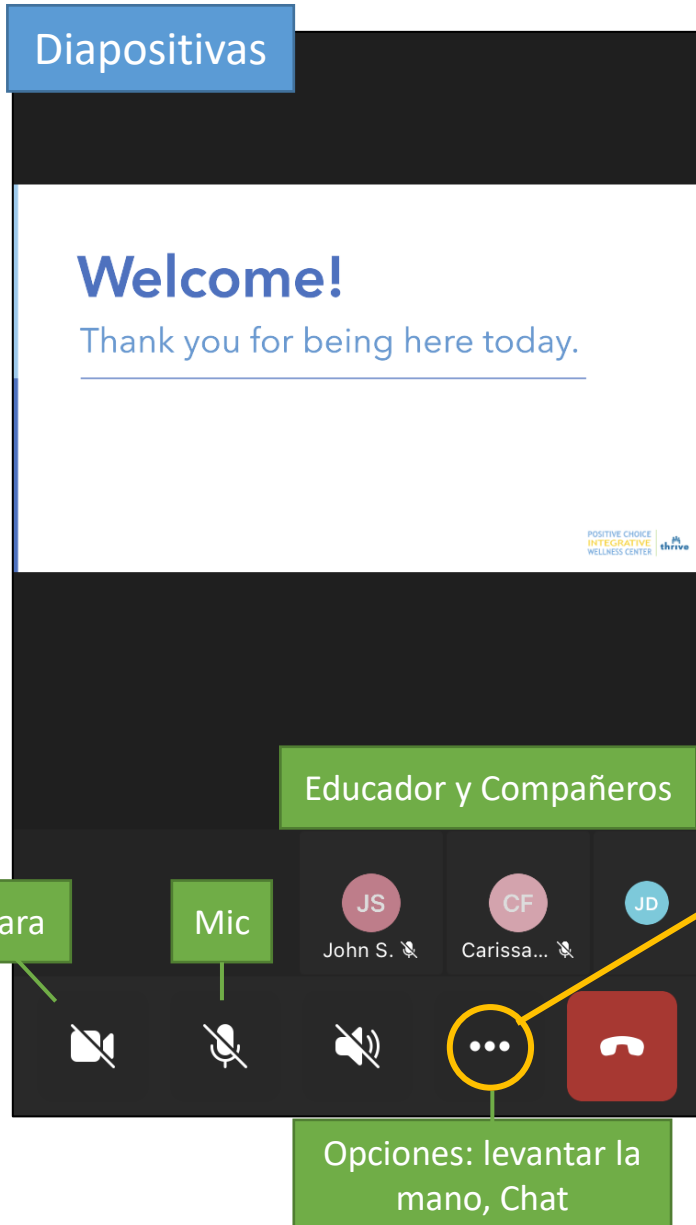 Diapositivas
Welcome!
Thank you for being here today.
POSITIVE CHOICE
INTEGRATIVE
WELLNESS CENTER
thrive
Educador y Compañeros
JS
CF
JD
John S.
Carissa...
ara
Mic
Opciones: levantar la
mano, Chat